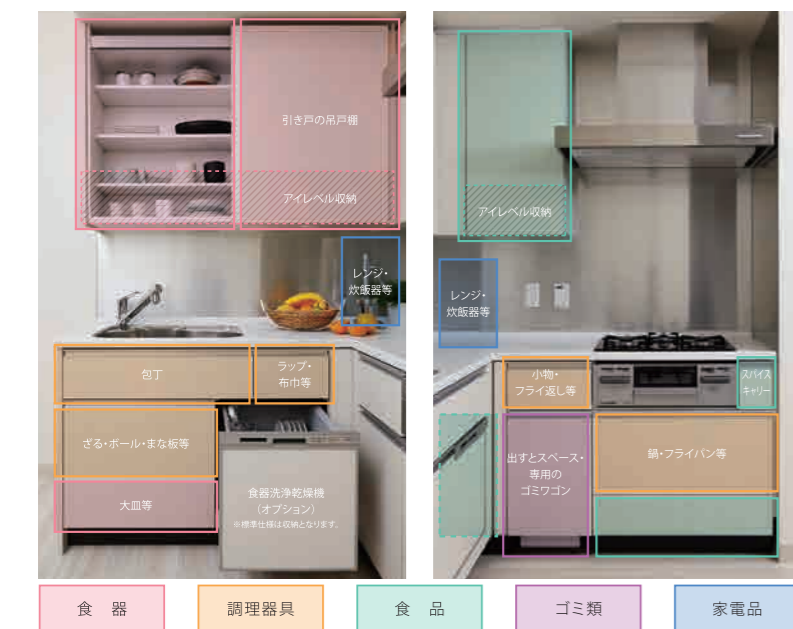 引き戸の吊戸棚
アイレベル収納
レンジ・
炊飯器等
包丁
ラップ・
布巾等
ざる・ボール・まな板等
大皿等
食器洗浄乾燥機
（オプション）
※標準仕様は収納となります。
アイレベル収納
レンジ・
炊飯器等
小物・
フライ返し等
スパイス
キャリー
出すとスペース・
専用の
ゴミワゴン
鍋・フライパン等
食 器
調理器具
食 品
ゴミ類
家電品